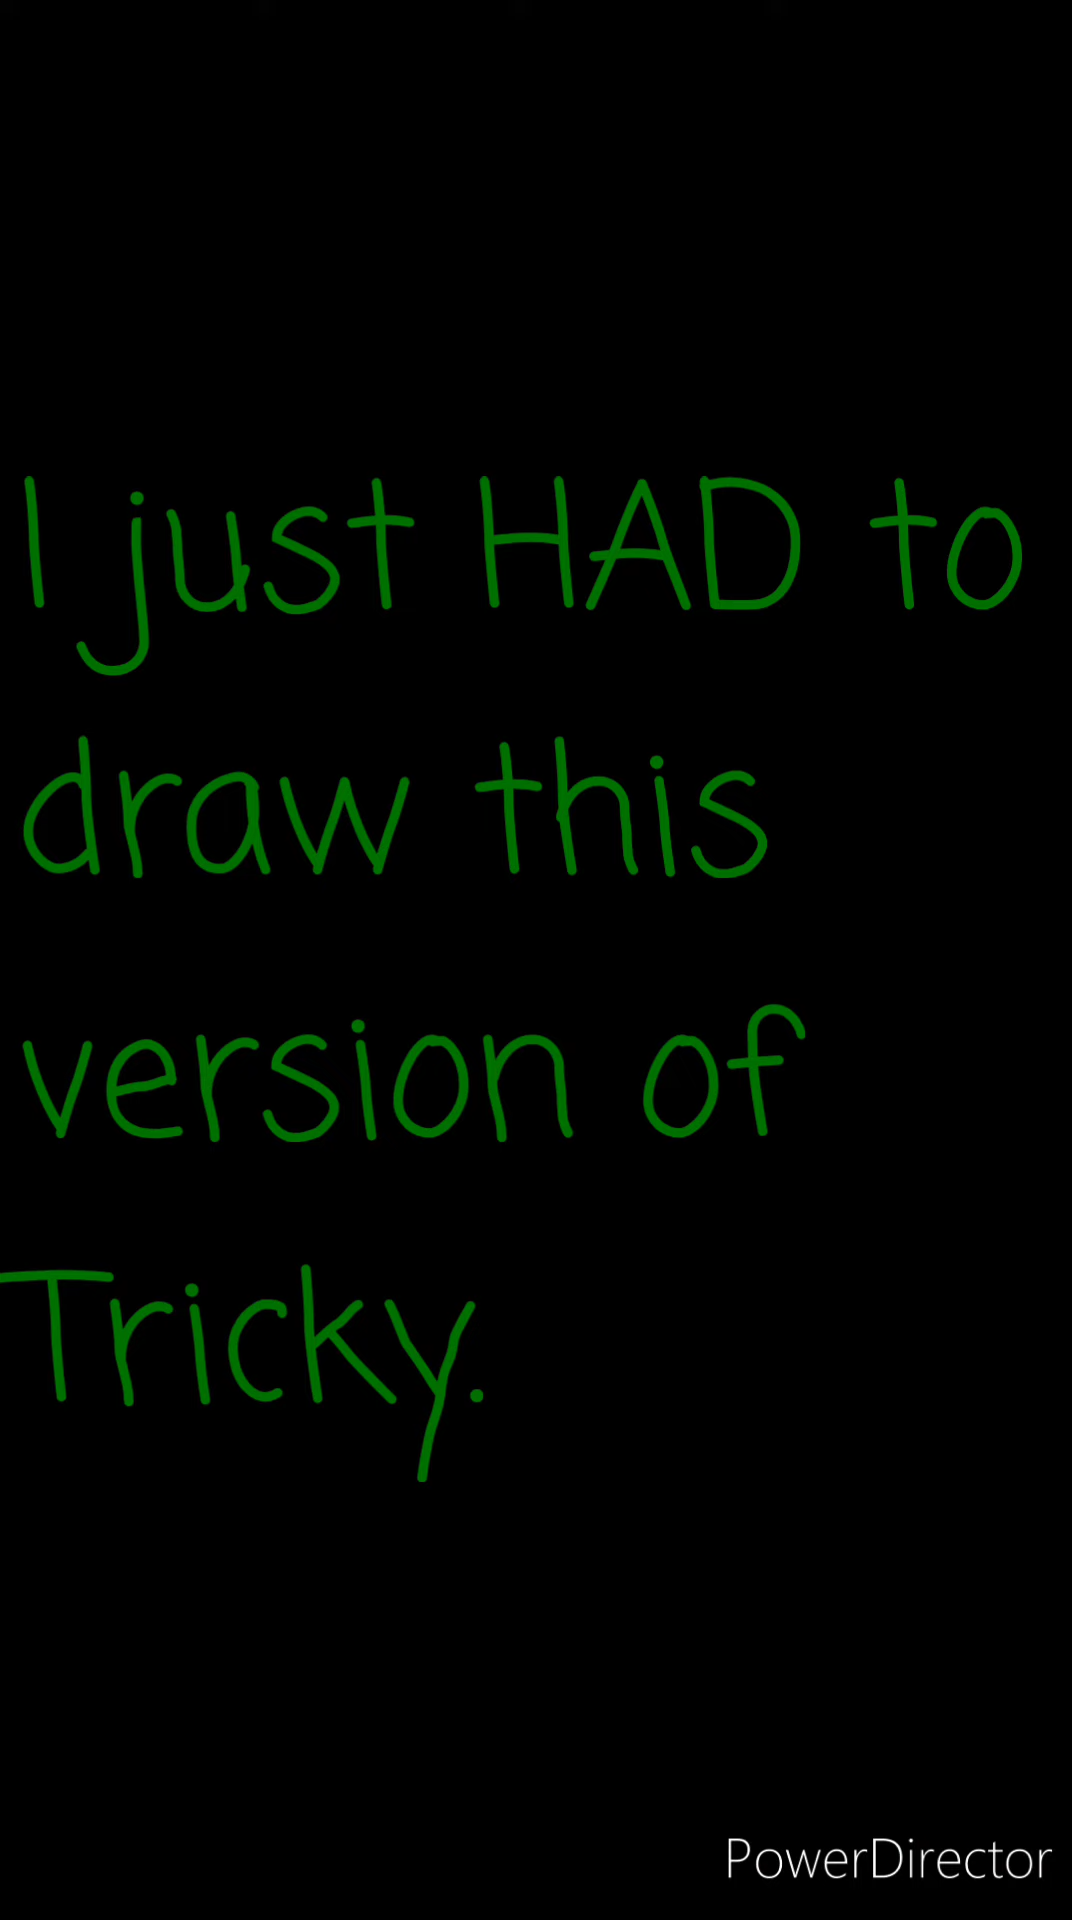 I just HAD to
draw this
version of
Tricky.
PowerDirector